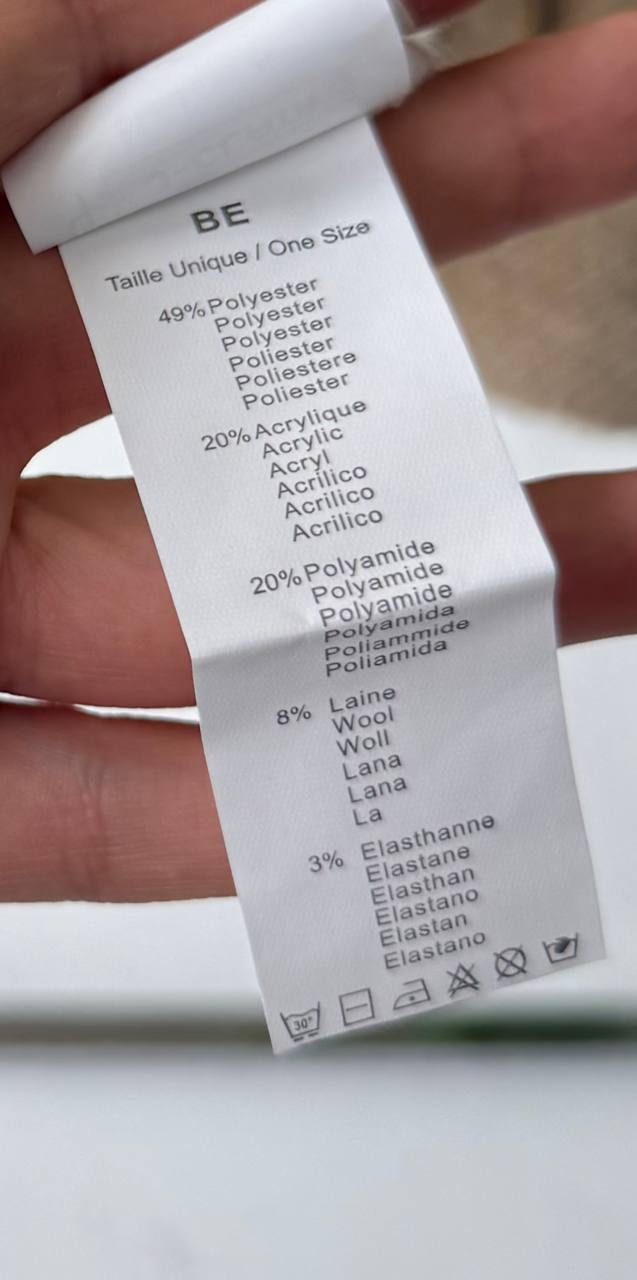 BE
Taille Unique / One Size
49% Polyester
Polyester
Polyester
Poliester
Poliestere
Poliester
20% Acrylique
Acrylic
Acryl
Acrilico
Acrilico
Acrilico
20% Polyamide
Polyamide
Polyamide
Polyamida
Poliammide
Poliamida
8% Laine
Wool
Woll
Lana
Lana
La
3% Elasthanne
Elastane
Elasthan
Elastano
Elastan
Elastano
30°